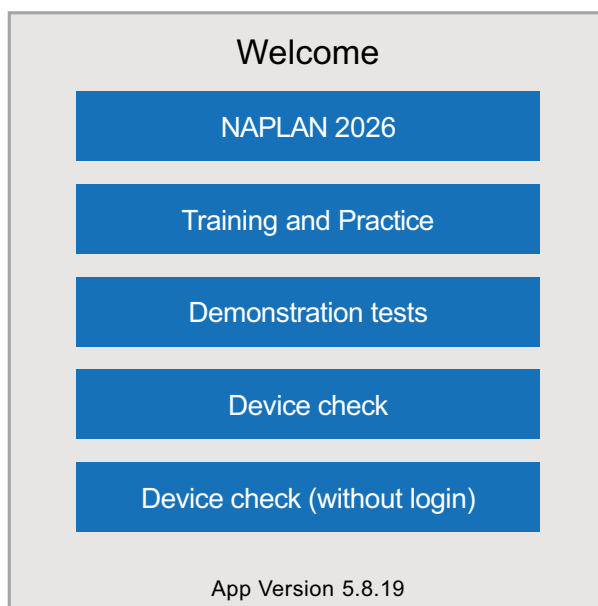 Welcome
NAPLAN 2026
Training and Practice
Demonstration tests
Device check
Device check (without login)
App Version 5.8.19